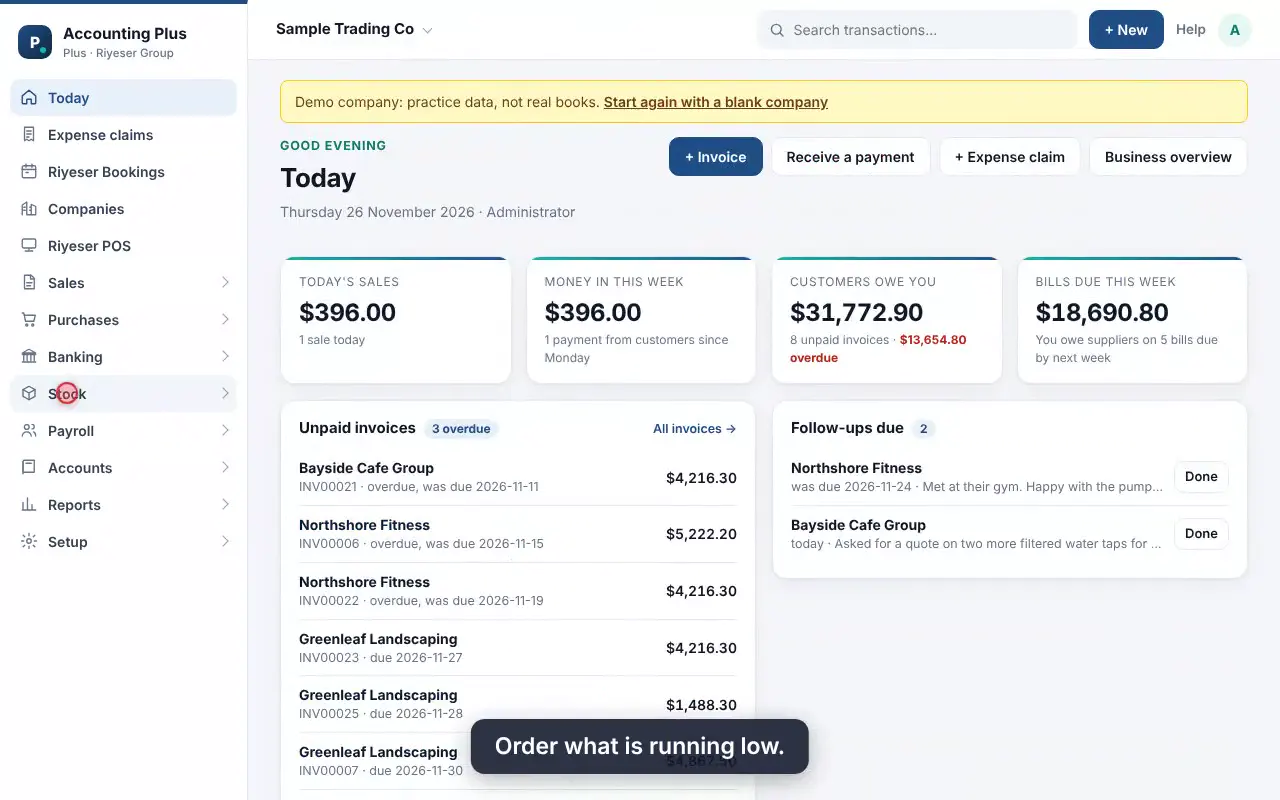 Accounting Plus
Plus · Riyeser Group
Today
Expense claims
Riyeser Bookings
Companies
Riyeser POS
Sales
Purchases
Banking
Stock
Payroll
Accounts
Reports
Setup
Sample Trading Co
Search transactions...
+ New
Help
A
Demo company: practice data, not real books. Start again with a blank company
GOOD EVENING
Today
Thursday 26 November 2026 · Administrator
+ Invoice
Receive a payment
+ Expense claim
Business overview
TODAY'S SALES
$396.00
1 sale today
MONEY IN THIS WEEK
$396.00
1 payment from customers since
Monday
CUSTOMERS OWE YOU
$31,772.90
8 unpaid invoices · $13,654.80
overdue
BILLS DUE THIS WEEK
$18,690.80
You owe suppliers on 5 bills due
by next week
Unpaid invoices 3 overdue
All invoices →
Bayside Cafe Group
INV00021 · overdue, was due 2026-11-11
$4,216.30
Northshore Fitness
INV00006 · overdue, was due 2026-11-15
$5,222.20
Northshore Fitness
INV00022 · overdue, was due 2026-11-19
$4,216.30
Greenleaf Landscaping
INV00023 · due 2026-11-27
$4,216.30
Greenleaf Landscaping
INV00025 · due 2026-11-28
$1,488.30
Greenleaf Landscaping
INV00007 · due 2026-11-30
Follow-ups due 2
Northshore Fitness
was due 2026-11-24 · Met at their gym. Happy with the pump...
Done
Bayside Cafe Group
today · Asked for a quote on two more filtered water taps for ...
Done
Order what is running low.